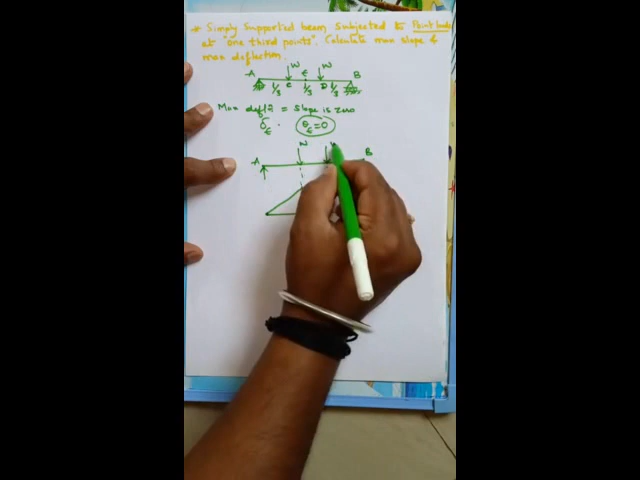 * Simply Supported beam subjected to Point loads
at "one third points". Calculate max slope &
max deflection.
A W E W B
l/3 C l/3 D l/3
Max defln = Slope is zero
δE . θE=0
A W B